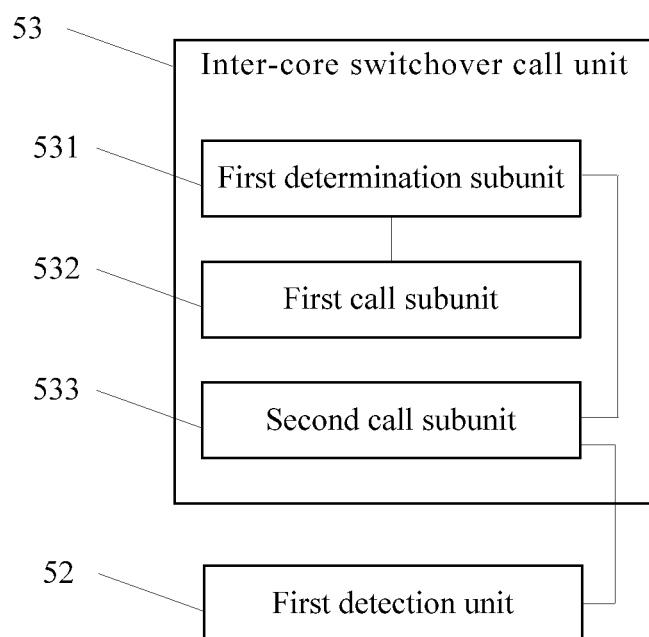 53
Inter-core switchover call unit
531
First determination subunit
532
First call subunit
533
Second call subunit
52
First detection unit